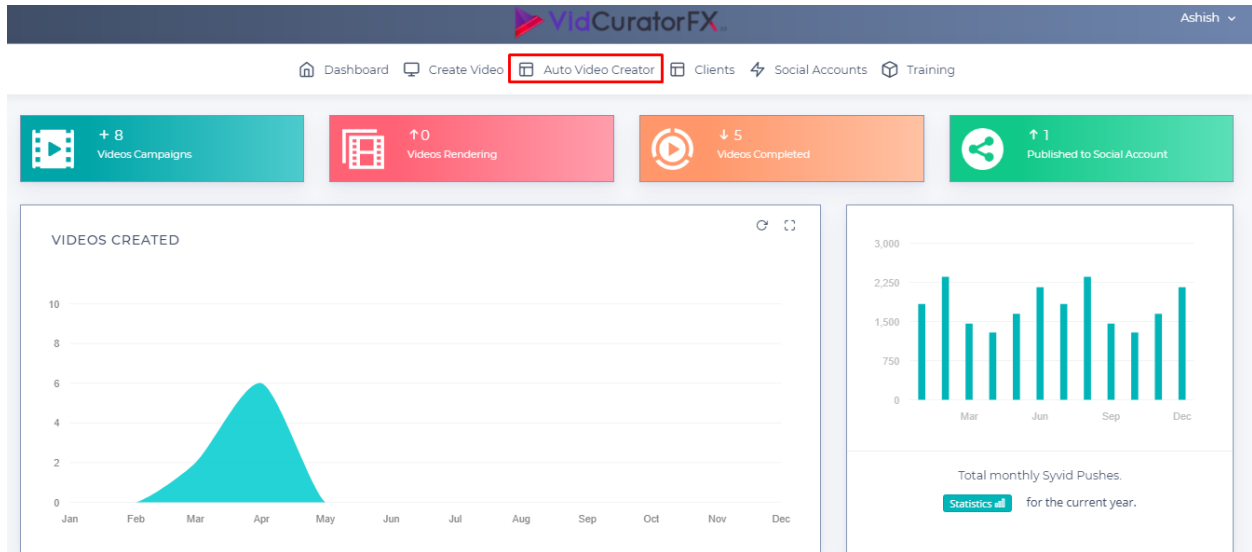 VidCuratorFX
Ashish
Dashboard Create Video Auto Video Creator Clients Social Accounts Training
+ 8
Videos Campaigns
↑ 0
Videos Rendering
↓ 5
Videos Completed
↑ 1
Published to Social Account
VIDEOS CREATED
10
8
6
4
2
0
Jan Feb Mar Apr May Jun Jul Aug Sep Oct Nov Dec
3,000
2,250
1,500
750
0
Mar Jun Sep Dec
Total monthly Syvid Pushes.
Statistics for the current year.